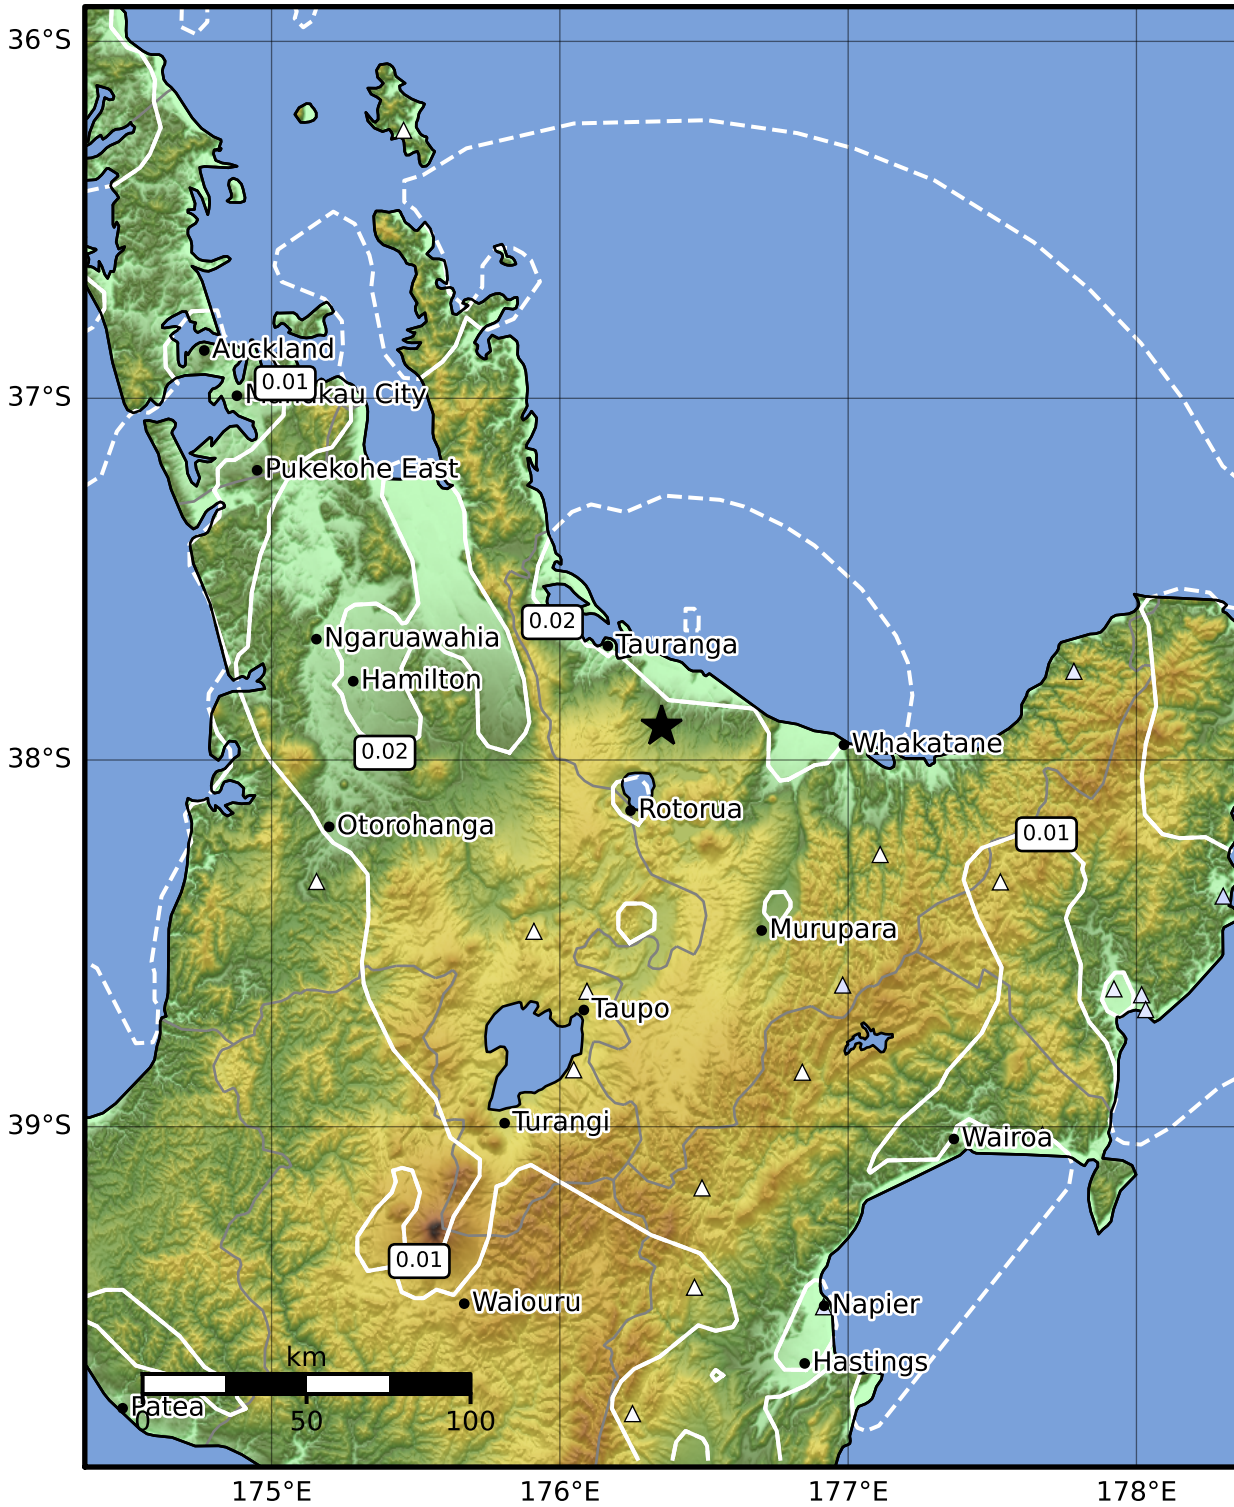 36°S
Auckland
0.01
37°S
Manukau City
Pukekohe East
0.02
Ngaruawahia
Tauranga
Hamilton
0.02
Whakatane
38°S
Rotorua
Otorohanga
0.01
Murupara
Taupo
39°S
Turangi
Wairoa
0.01
Waiouru
Napier
km
Hastings
Patea
0 50 100
175°E 176°E 177°E 178°E